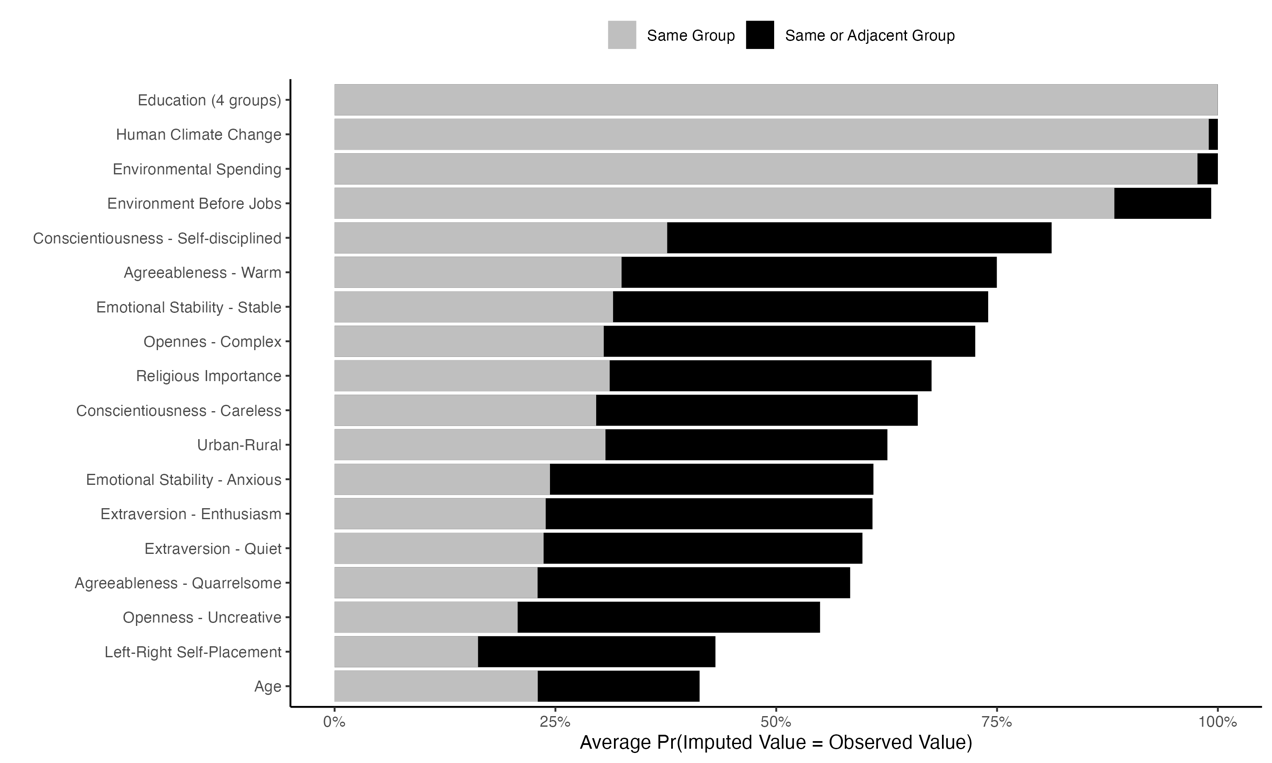 Same Group
Same or Adjacent Group
Education (4 groups)
Human Climate Change
Environmental Spending
Environment Before Jobs
Conscientiousness - Self-disciplined
Agreeableness - Warm
Emotional Stability - Stable
Opennes - Complex
Religious Importance
Conscientiousness - Careless
Urban-Rural
Emotional Stability - Anxious
Extraversion - Enthusiasm
Extraversion - Quiet
Agreeableness - Quarrelsome
Openness - Uncreative
Left-Right Self-Placement
Age
0%
25%
50%
75%
100%
Average Pr(Imputed Value = Observed Value)